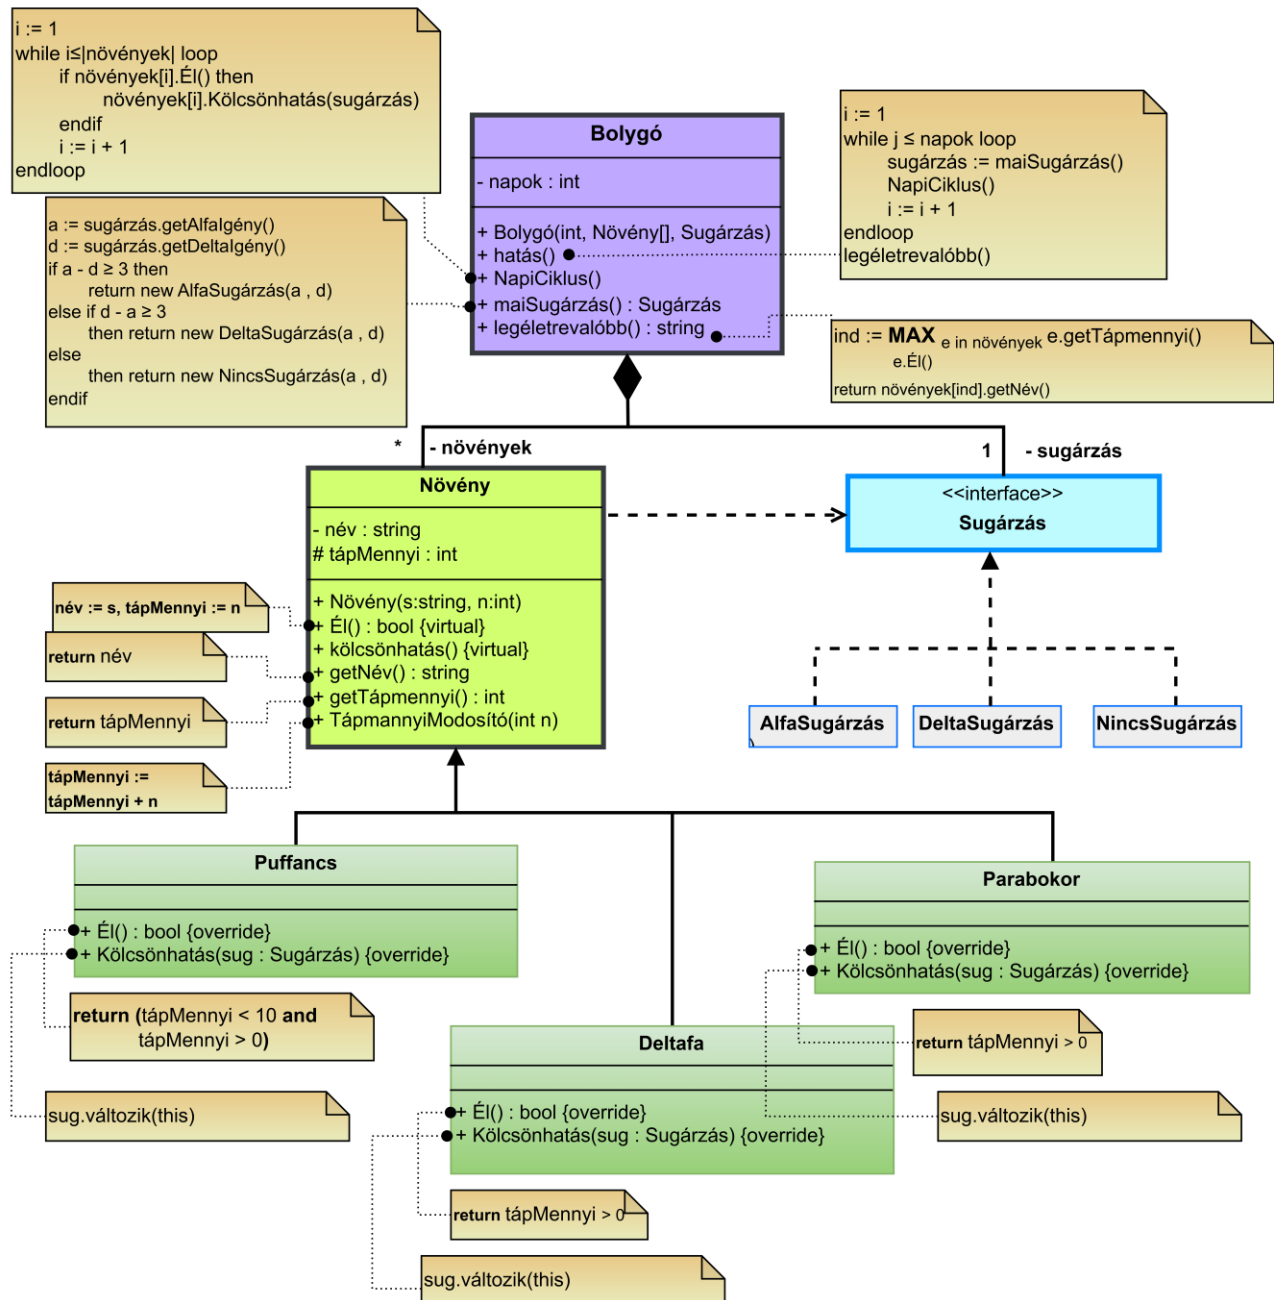 i := 1
while i≤|növények| loop
if növények[i].Él() then
növények[i].Kölcsönhatás(sugárzás)
endif
i := i + 1
endloop
a := sugárzás.getAlfaIgény()
d := sugárzás.getDeltaIgény()
if a - d ≥ 3 then
return new AlfaSugárzás(a , d)
else if d - a ≥ 3
then return new DeltaSugárzás(a , d)
else
then return new NincsSugárzás(a , d)
endif
Bolygó
- napok : int
+ Bolygó(int, Növény[], Sugárzás)
+ hatás()
+ NapiCiklus()
+ maiSugárzás() : Sugárzás
+ legéletrevalóbb() : string
i := 1
while j ≤ napok loop
sugárzás := maiSugárzás()
NapiCiklus()
i := i + 1
endloop
legéletrevalóbb()
ind := MAX e in növények e.getTápmennyi()
e.Él()
return növények[ind].getNév()
* - növények
1 - sugárzás
Növény
- név : string
# tápMennyi : int
+ Növény(s:string, n:int)
+ Él() : bool {virtual}
+ kölcsönhatás() {virtual}
+ getNév() : string
+ getTápmennyi() : int
+ TápmannyiModosító(int n)
<<interface>>
Sugárzás
név := s, tápMennyi := n
return név
return tápMennyi
tápMennyi :=
tápMennyi + n
AlfaSugárzás
)
DeltaSugárzás
NincsSugárzás
Puffancs
+ Él() : bool {override}
+ Kölcsönhatás(sug : Sugárzás) {override}
return (tápMennyi < 10 and
tápMennyi > 0)
sug.változik(this)
Deltafa
+ Él() : bool {override}
+ Kölcsönhatás(sug : Sugárzás) {override}
return tápMennyi > 0
sug.változik(this)
Parabokor
+ Él() : bool {override}
+ Kölcsönhatás(sug : Sugárzás) {override}
return tápMennyi > 0
sug.változik(this)